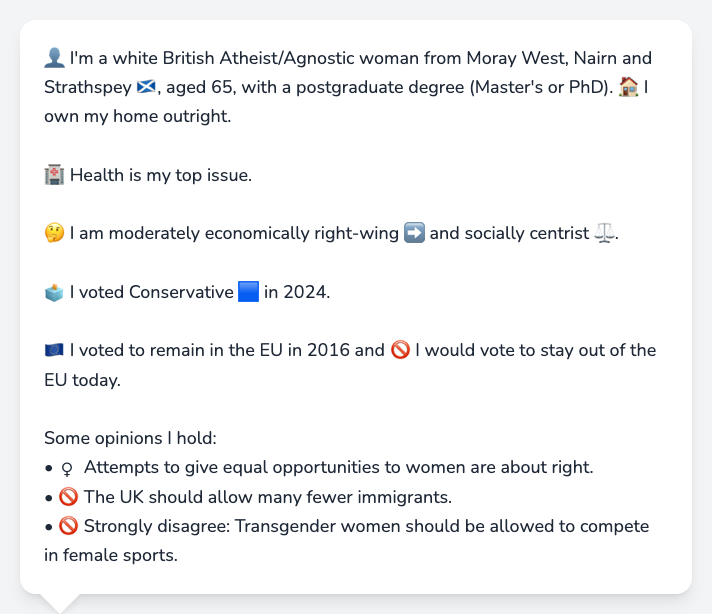 👤 I'm a white British Atheist/Agnostic woman from Moray West, Nairn and
Strathspey 🏴󠁧󠁢󠁳󠁣󠁴󠁿, aged 65, with a postgraduate degree (Master's or PhD). 🏠 I
own my home outright.
🏥 Health is my top issue.
🤔 I am moderately economically right-wing ➡️ and socially centrist ⚖️.
🗳️ I voted Conservative 🟦 in 2024.
🇪🇺 I voted to remain in the EU in 2016 and 🚫 I would vote to stay out of the
EU today.
Some opinions I hold:
• ♀️ Attempts to give equal opportunities to women are about right.
• 🚫 The UK should allow many fewer immigrants.
• 🚫 Strongly disagree: Transgender women should be allowed to compete
in female sports.